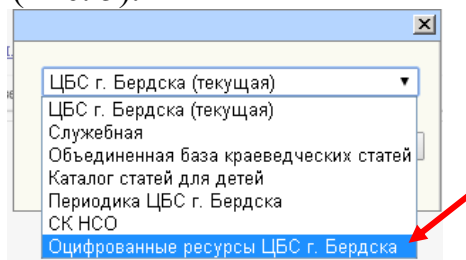 ЦБС г. Бердска (текущая)
ЦБС г. Бердска (текущая)
Служебная
Объединенная база краеведческих статей
Каталог статей для детей
Периодика ЦБС г. Бердска
СК НСО
Оцифрованные ресурсы ЦБС г. Бердска